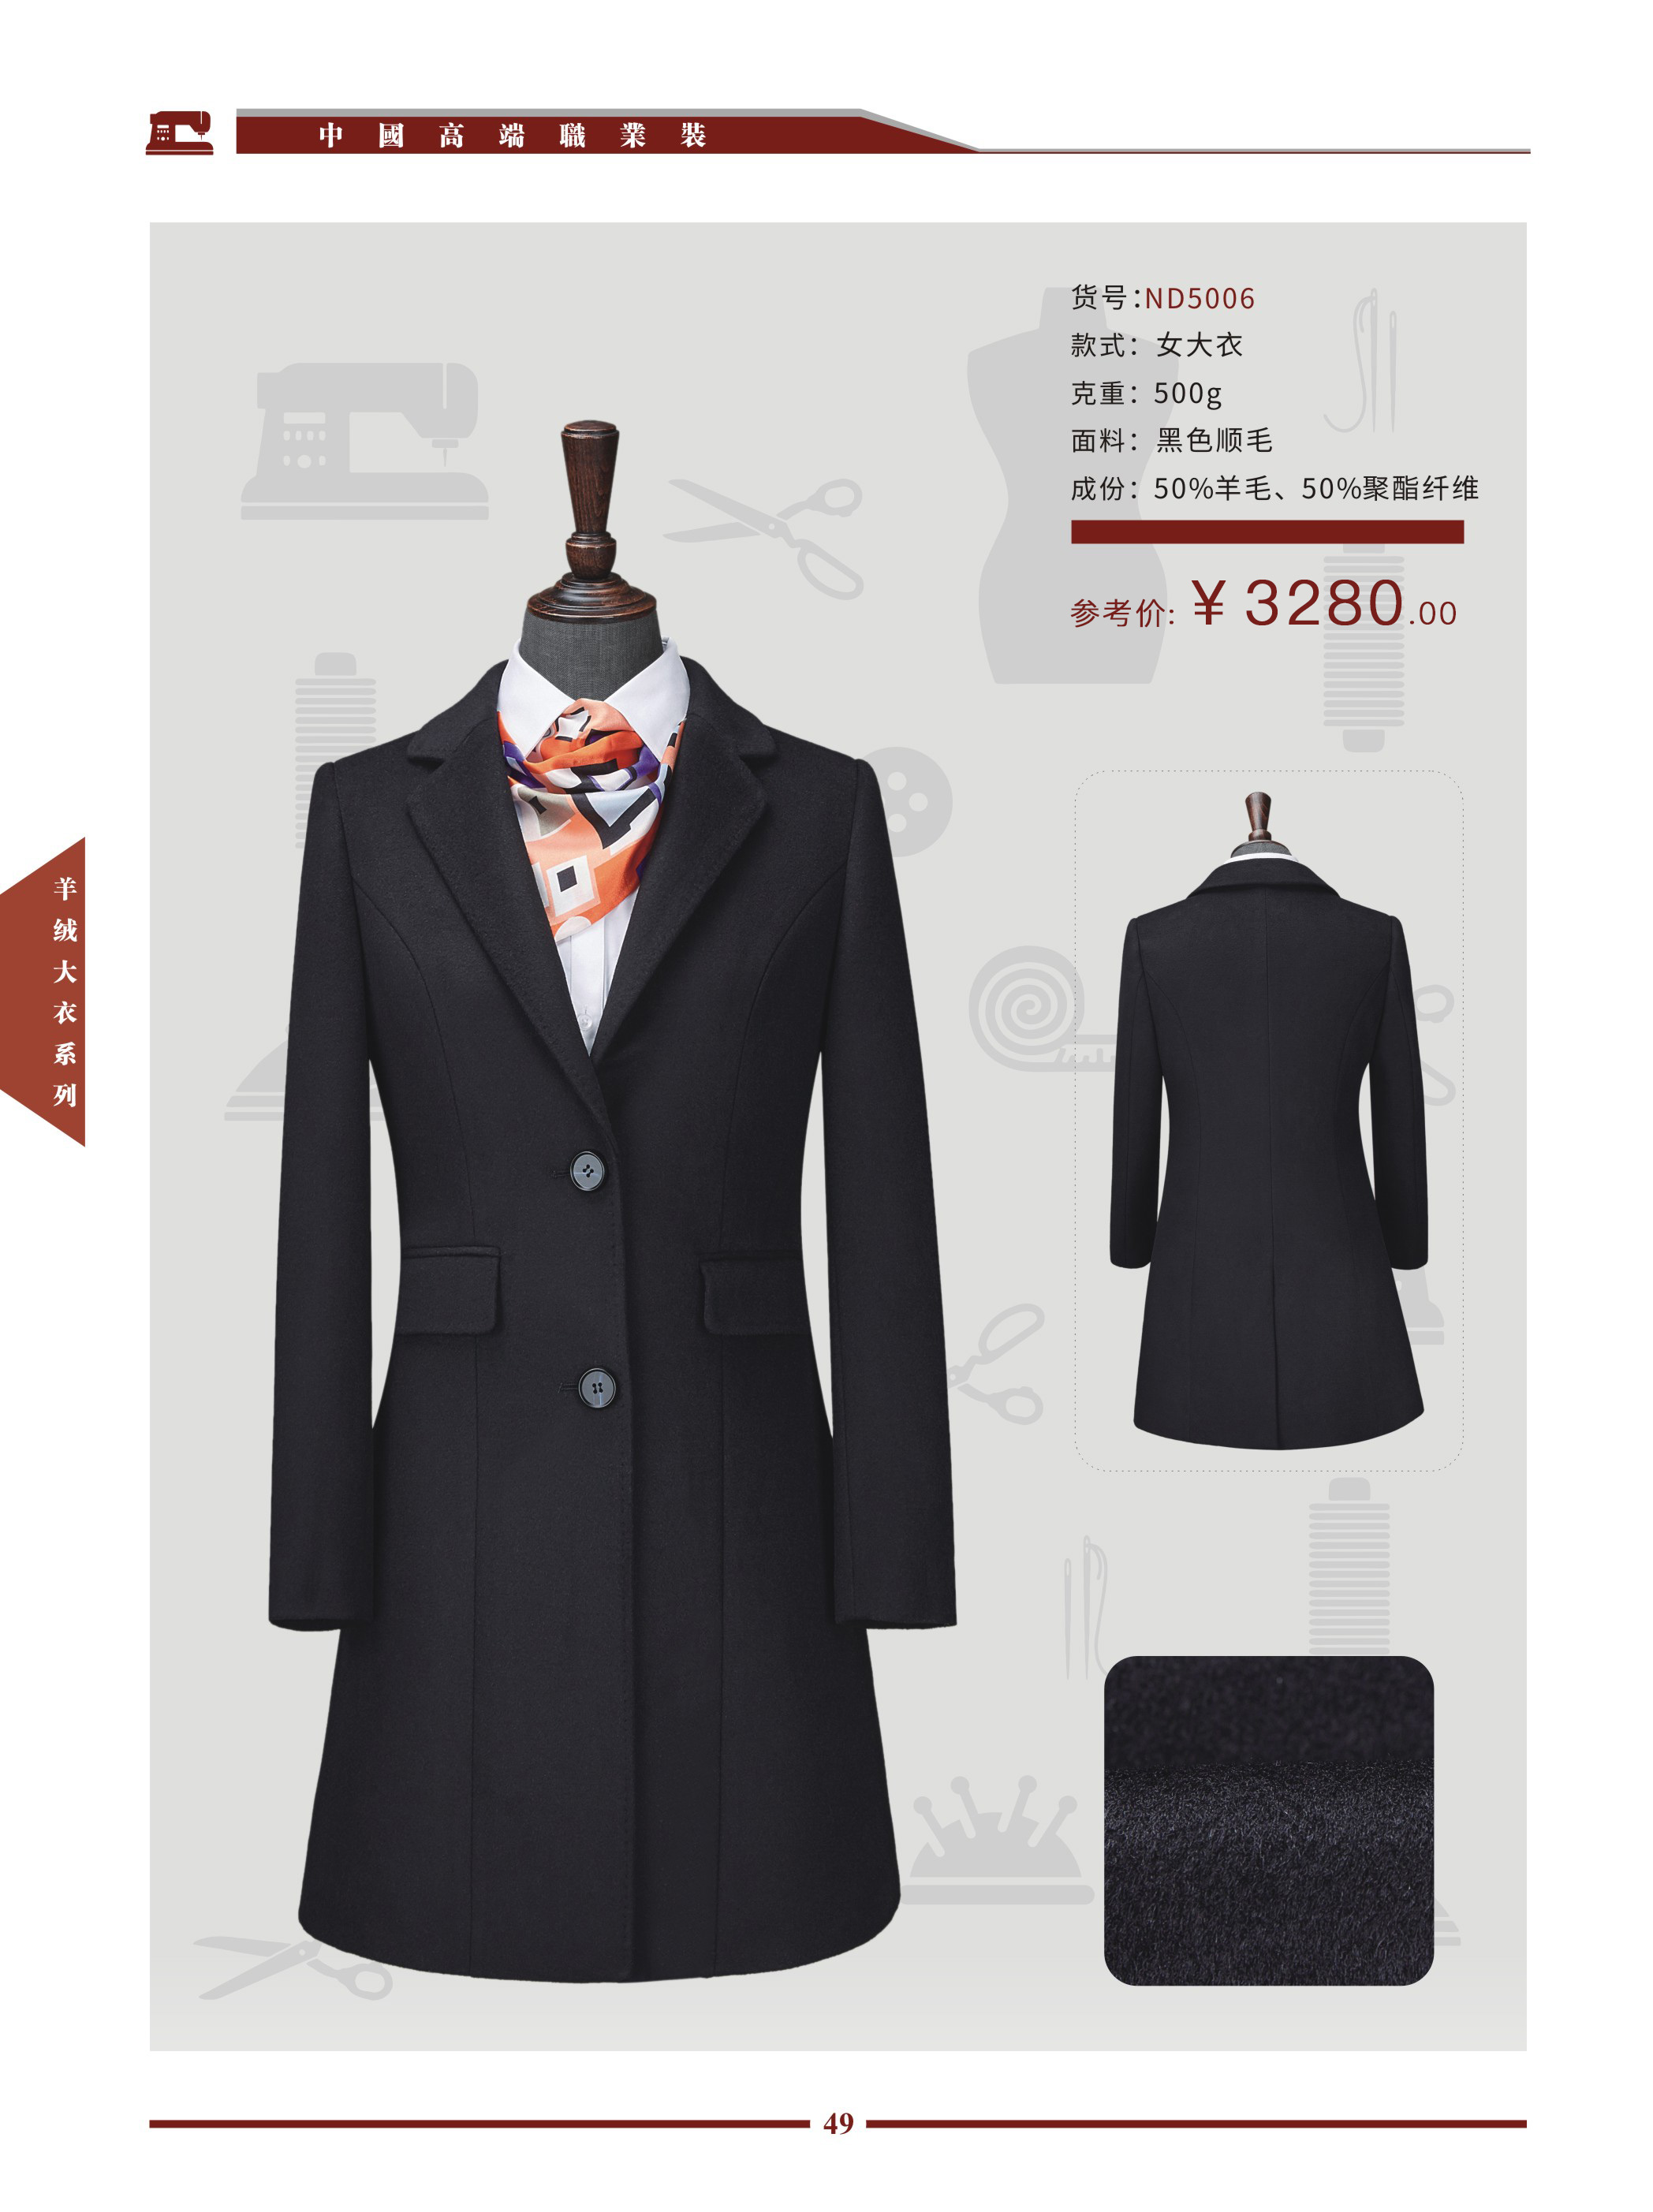 中國高端職業裝
货号:ND5006
款式：女大衣
克重：500g
面料：黑色顺毛
成份：50%羊毛、50%聚酯纤维
参考价:￥3280.00
羊绒大衣系列
49